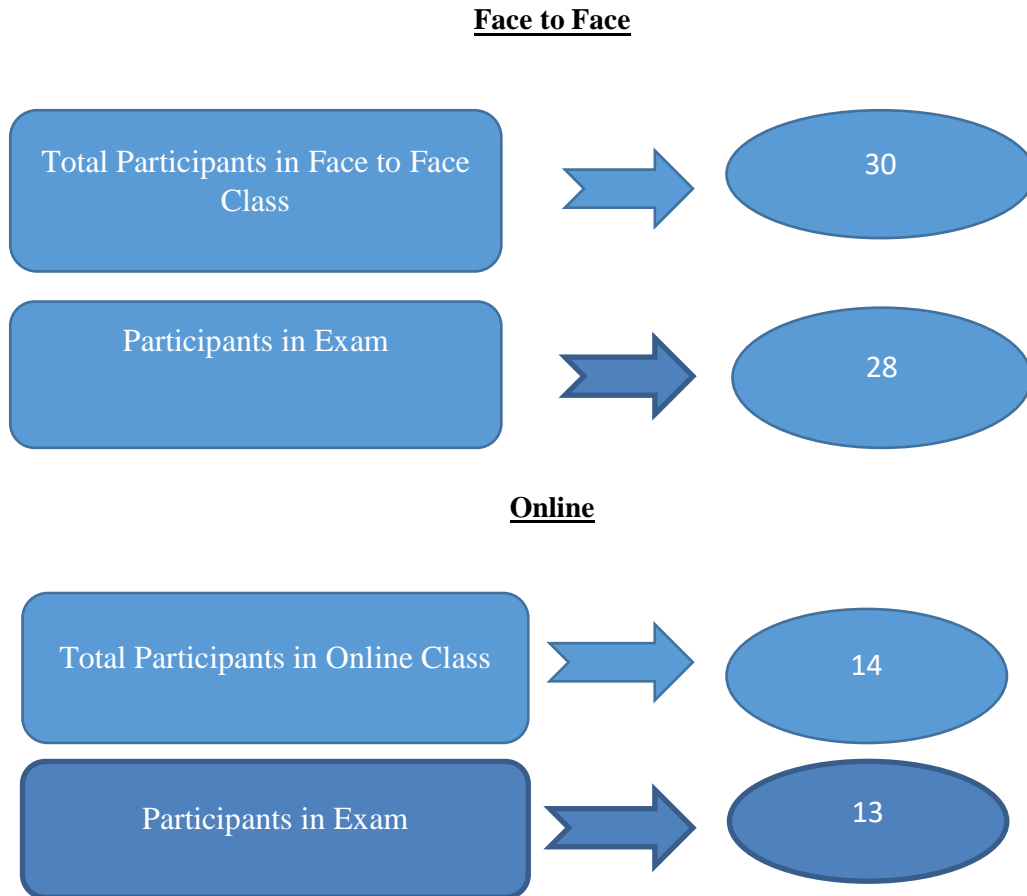 Face to Face
Total Participants in Face to Face
Class
30
Participants in Exam
28
Online
Total Participants in Online Class
14
Participants in Exam
13